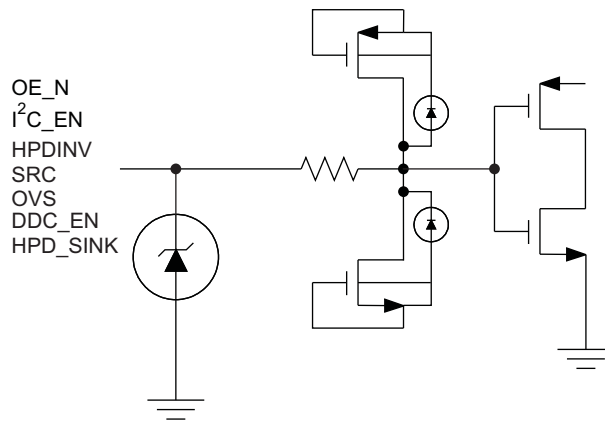 OE_N
I²C_EN
HPDINV
SRC
OVS
DDC_EN
HPD_SINK